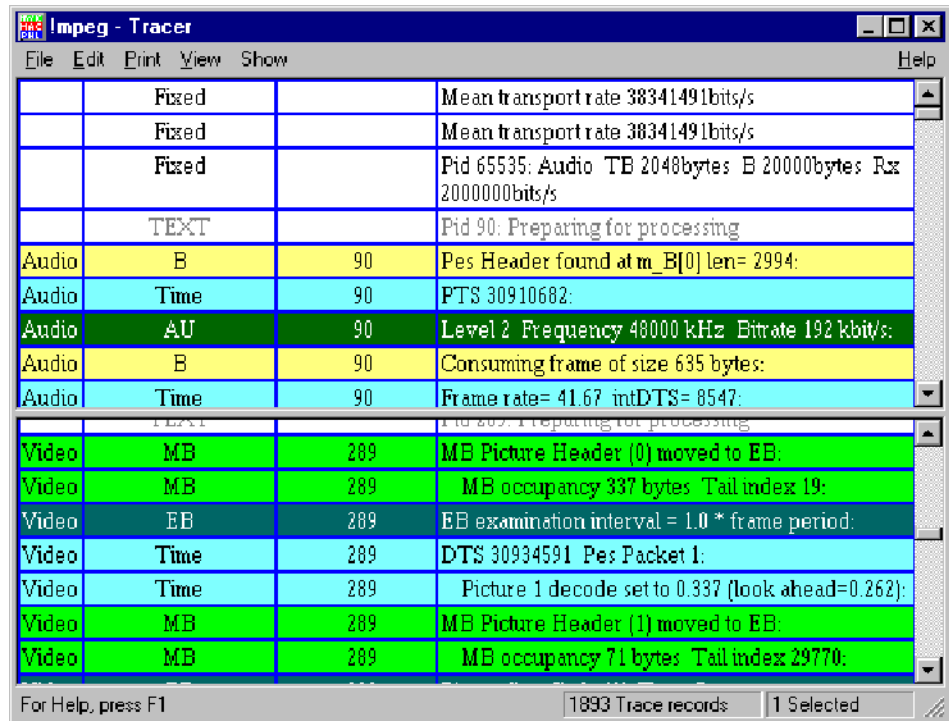 !mpeg - Tracer
File Edit Print View Show Help
Fixed Mean transport rate 38341491bits/s
Fixed Mean transport rate 38341491bits/s
Fixed Pid 65535: Audio TB 2048bytes B 20000bytes Rx
2000000bits/s
TEXT Pid 90: Preparing for processing
Audio B 90 Pes Header found at m_B[0] len= 2994:
Audio Time 90 PTS 30910682:
Audio AU 90 Level 2 Frequency 48000 kHz Bitrate 192 kbit/s:
Audio B 90 Consuming frame of size 635 bytes:
Audio Time 90 Frame rate= 41.67 intDTS= 8547:
TEXT Pid 289: Preparing for processing
Video MB 289 MB Picture Header (0) moved to EB:
Video MB 289 MB occupancy 337 bytes Tail index 19:
Video EB 289 EB examination interval = 1.0 * frame period:
Video Time 289 DTS 30934591 Pes Packet 1:
Video Time 289 Picture 1 decode set to 0.337 (look ahead=0.262):
Video MB 289 MB Picture Header (1) moved to EB:
Video MB 289 MB occupancy 71 bytes Tail index 29770:
For Help, press F1 1893 Trace records 1 Selected